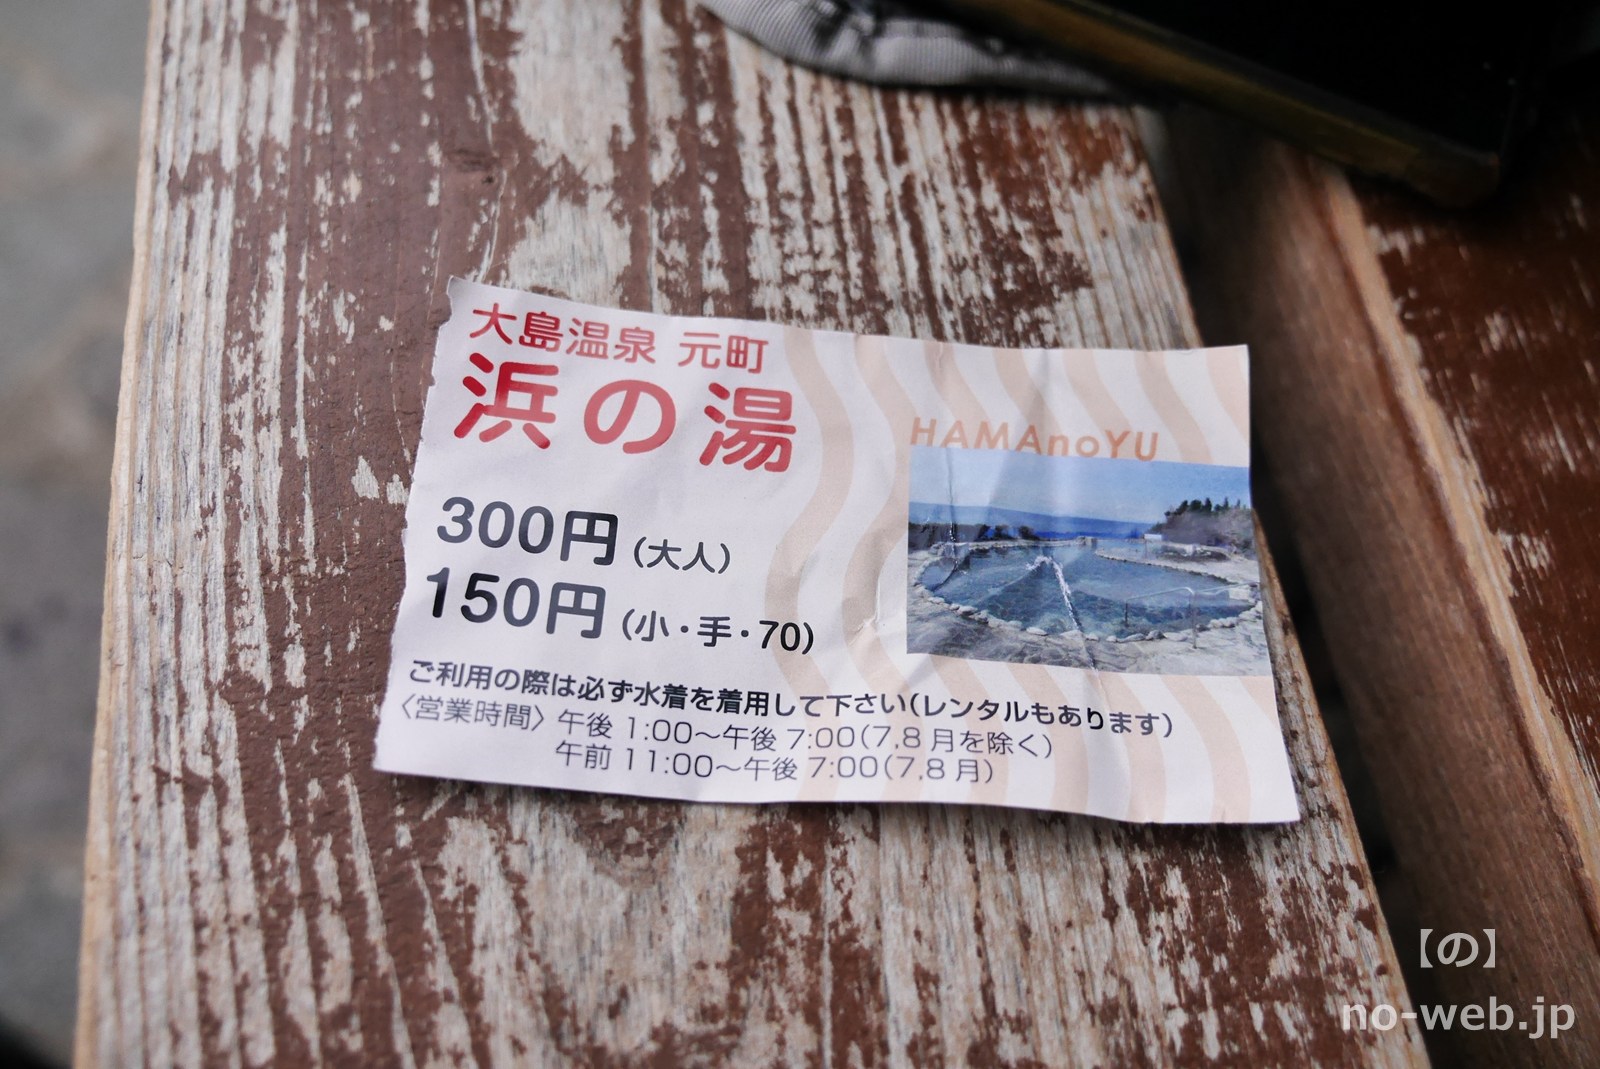 大島温泉 元町
浜の湯
HAMAnoYU
300円（大人）
150円（小・手・70）
ご利用の際は必ず水着を着用して下さい（レンタルもあります）
〈営業時間〉午後 1:00～午後 7:00（7,8 月を除く）
午前 11:00～午後 7:00（7,8 月）
【の】
no-web.jp